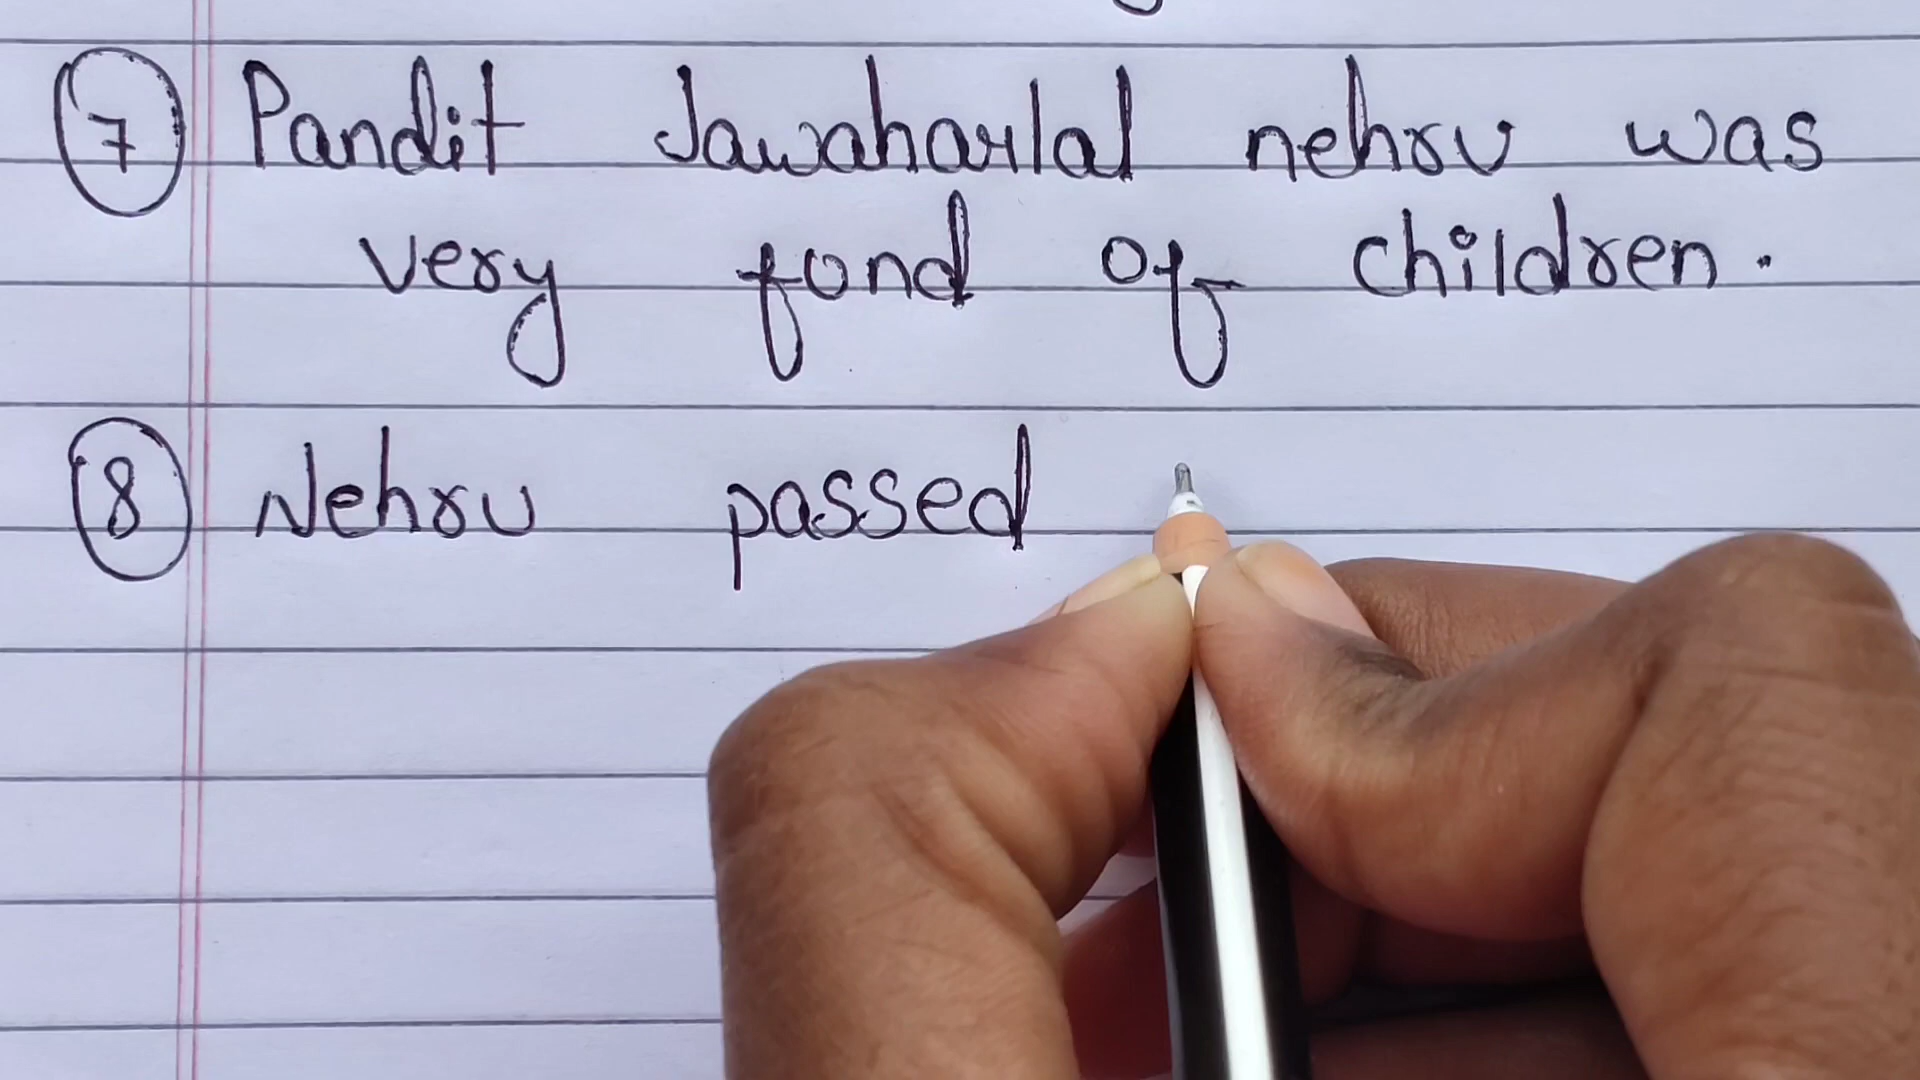 7 Pandit Jawaharlal nehru was
very fond of children.
8 Nehru passed